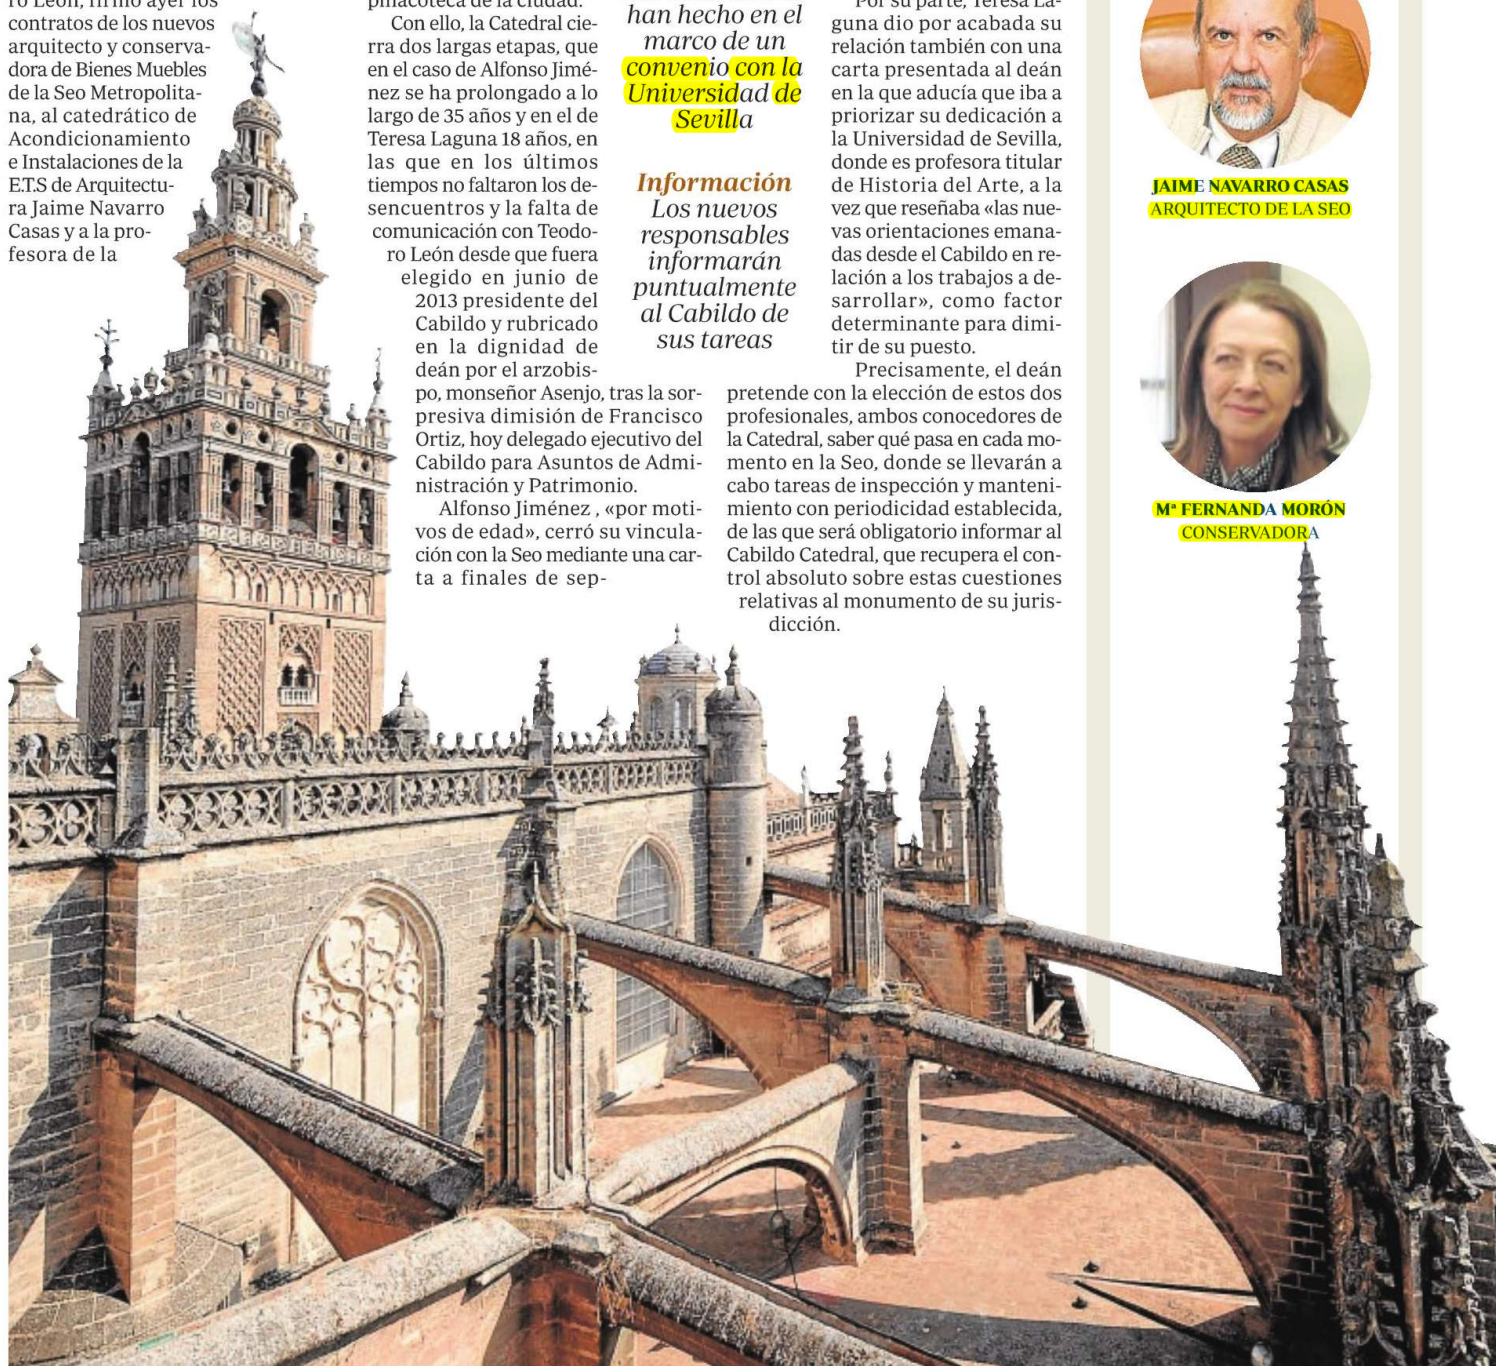 ro León, firmó ayer los
contratos de los nuevos
arquitecto y conserva-
dora de Bienes Muebles
de la Seo Metropolita-
na, al catedrático de
Acondicionamiento
e Instalaciones de la
E.T.S de Arquitectu-
ra Jaime Navarro
Casas y a la pro-
fesora de la
pinacoteca de la ciudad.
Con ello, la Catedral cie-
rra dos largas etapas, que
en el caso de Alfonso Jimé-
nez se ha prolongado a lo
largo de 35 años y en el de
Teresa Laguna 18 años, en
las que en los últimos
tiempos no faltaron los de-
sencuentros y la falta de
comunicación con Teodo-
ro León desde que fuera
elegido en junio de
2013 presidente del
Cabildo y rubricado
en la dignidad de
deán por el arzobis-
po, monseñor Asenjo, tras la sor-
presiva dimisión de Francisco
Ortiz, hoy delegado ejecutivo del
Cabildo para Asuntos de Admi-
nistración y Patrimonio.
Alfonso Jiménez , «por moti-
vos de edad», cerró su vincula-
ción con la Seo mediante una car-
ta a finales de sep-
han hecho en el
marco de un
convenio con la
Universidad de
Sevilla
Información
Los nuevos
responsables
informarán
puntualmente
al Cabildo de
sus tareas
Por su parte, Teresa La-
guna dio por acabada su
relación también con una
carta presentada al deán
en la que aducía que iba a
priorizar su dedicación a
la Universidad de Sevilla,
donde es profesora titular
de Historia del Arte, a la
vez que reseñaba «las nue-
vas orientaciones emana-
das desde el Cabildo en re-
lación a los trabajos a de-
sarrollar», como factor
determinante para dimi-
tir de su puesto.
Precisamente, el deán
pretende con la elección de estos dos
profesionales, ambos conocedores de
la Catedral, saber qué pasa en cada mo-
mento en la Seo, donde se llevarán a
cabo tareas de inspección y manteni-
miento con periodicidad establecida,
de las que será obligatorio informar al
Cabildo Catedral, que recupera el con-
trol absoluto sobre estas cuestiones
relativas al monumento de su juris-
dicción.
JAIME NAVARRO CASAS
ARQUITECTO DE LA SEO
Mª FERNANDA MORÓN
CONSERVADORA